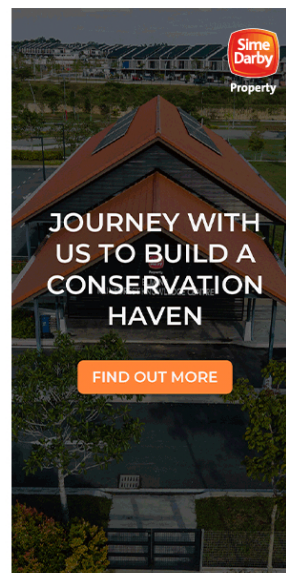 Sime
Darby
Property
JOURNEY WITH
US TO BUILD A
CONSERVATION
HAVEN
FIND OUT MORE